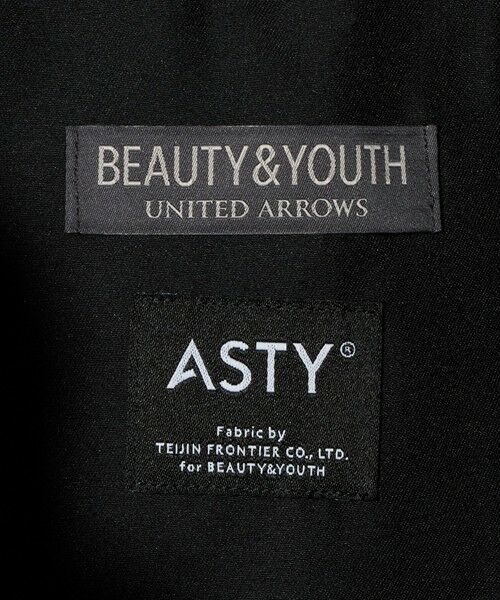 BEAUTY&YOUTH
UNITED ARROWS
ASTY®
Fabric by
TEIJIN FRONTIER CO., LTD.
for BEAUTY&YOUTH